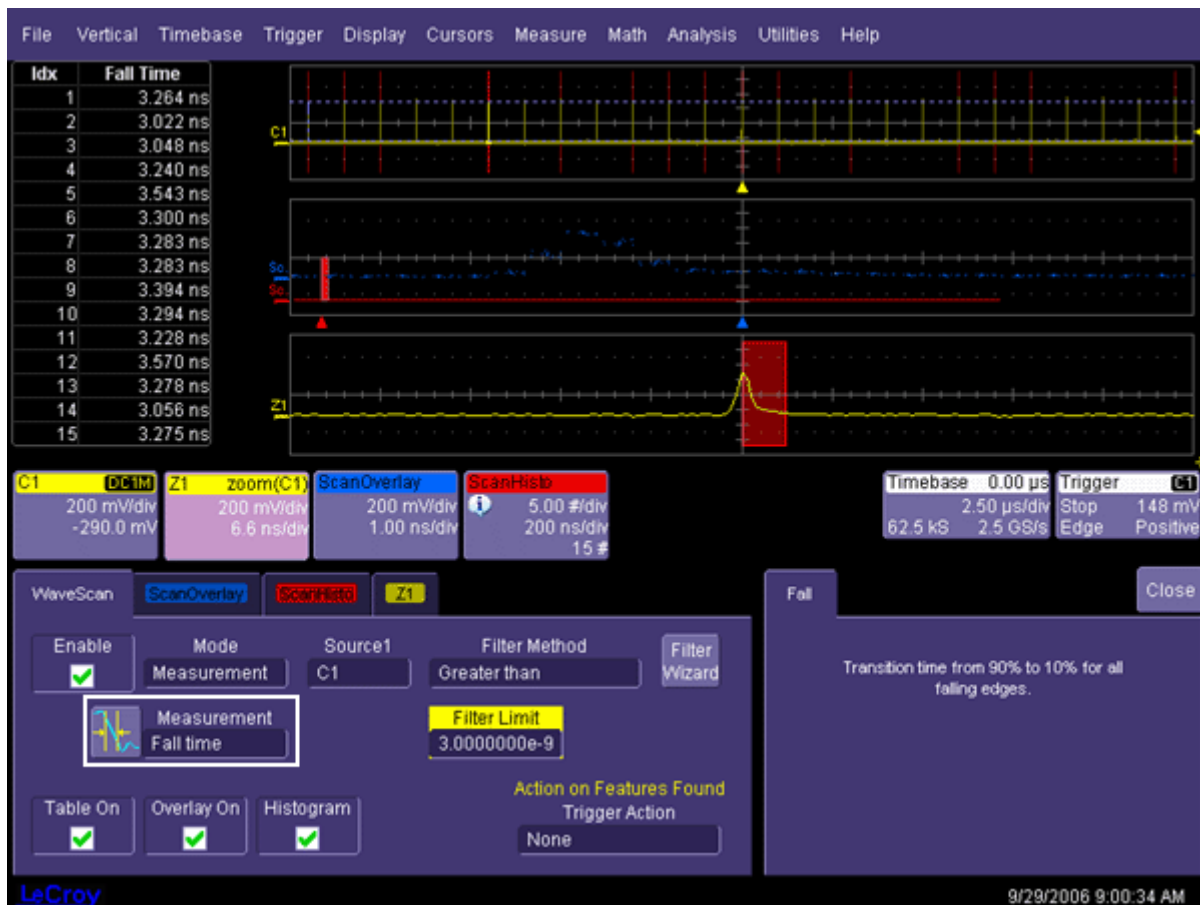 File Vertical Timebase Trigger Display Cursors Measure Math Analysis Utilities Help
Idx Fall Time
1 3.264 ns
2 3.022 ns
3 3.048 ns
4 3.240 ns
5 3.543 ns
6 3.300 ns
7 3.283 ns
8 3.283 ns
9 3.394 ns
10 3.294 ns
11 3.228 ns
12 3.570 ns
13 3.278 ns
14 3.056 ns
15 3.275 ns
C1
Sc.
Sc.
Z1
C1 DC1M
200 mV/div
-290.0 mV
Z1 zoom(C1)
200 mV/div
6.6 ns/div
ScanOverlay
200 mV/div
1.00 ns/div
ScanHisto
5.00 #/div
200 ns/div
15 #
Timebase 0.00 µs
2.50 µs/div
62.5 kS 2.5 GS/s
Trigger C1
Stop 148 mV
Edge Positive
WaveScan ScanOverlay ScanHisto Z1
Fall
Close
Enable
Mode
Measurement
Source1
C1
Filter Method
Greater than
Filter Wizard
Measurement
Fall time
Filter Limit
3.0000000e-9
Transition time from 90% to 10% for all
falling edges.
Table On
Overlay On
Histogram
Action on Features Found
Trigger Action
None
LeCroy
9/29/2006 9:00:34 AM